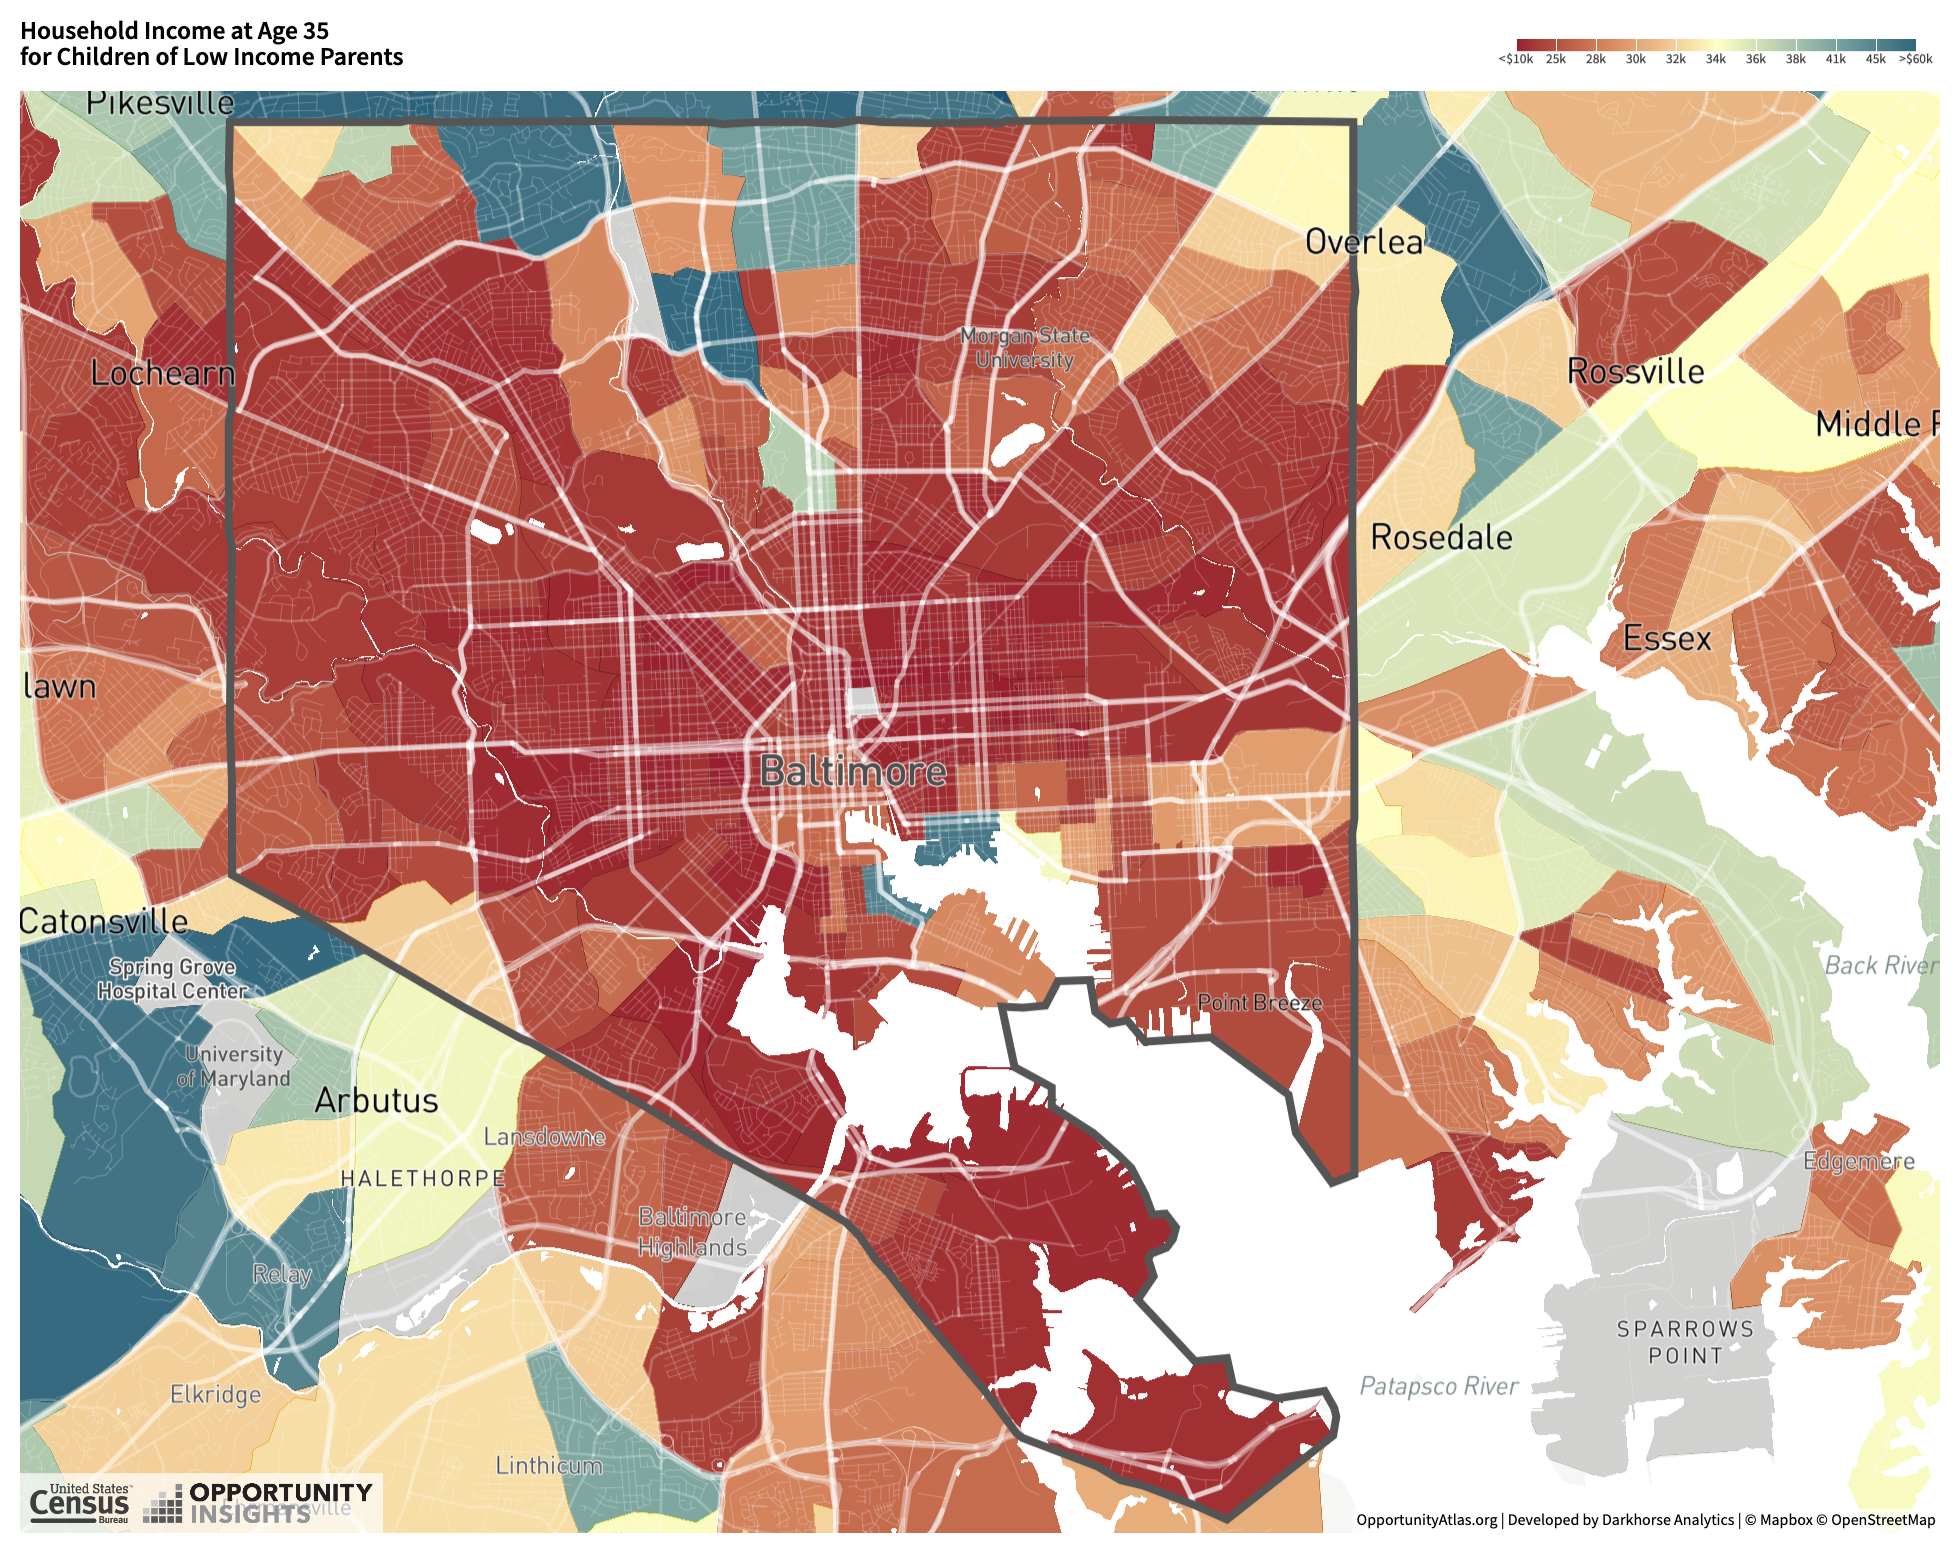 Household Income at Age 35
for Children of Low Income Parents
<$10k 25k 28k 30k 32k 34k 36k 38k 41k 45k >$60k
Pikesville
Overlea
Morgan State
University
Lochearn
Rossville
Middle
Rosedale
Essex
lawn
Baltimore
Catonsville
Spring Grove
Hospital Center
Back River
Point Breeze
University
of Maryland
Arbutus
Lansdowne
HALETHORPE
Edgemere
Baltimore
Highlands
Relay
SPARROWS
POINT
Patapsco River
Elkridge
Linthicum
United States™
Census
Bureau
OPPORTUNITY
INSIGHTS
OpportunityAtlas.org | Developed by Darkhorse Analytics | © Mapbox © OpenStreetMap